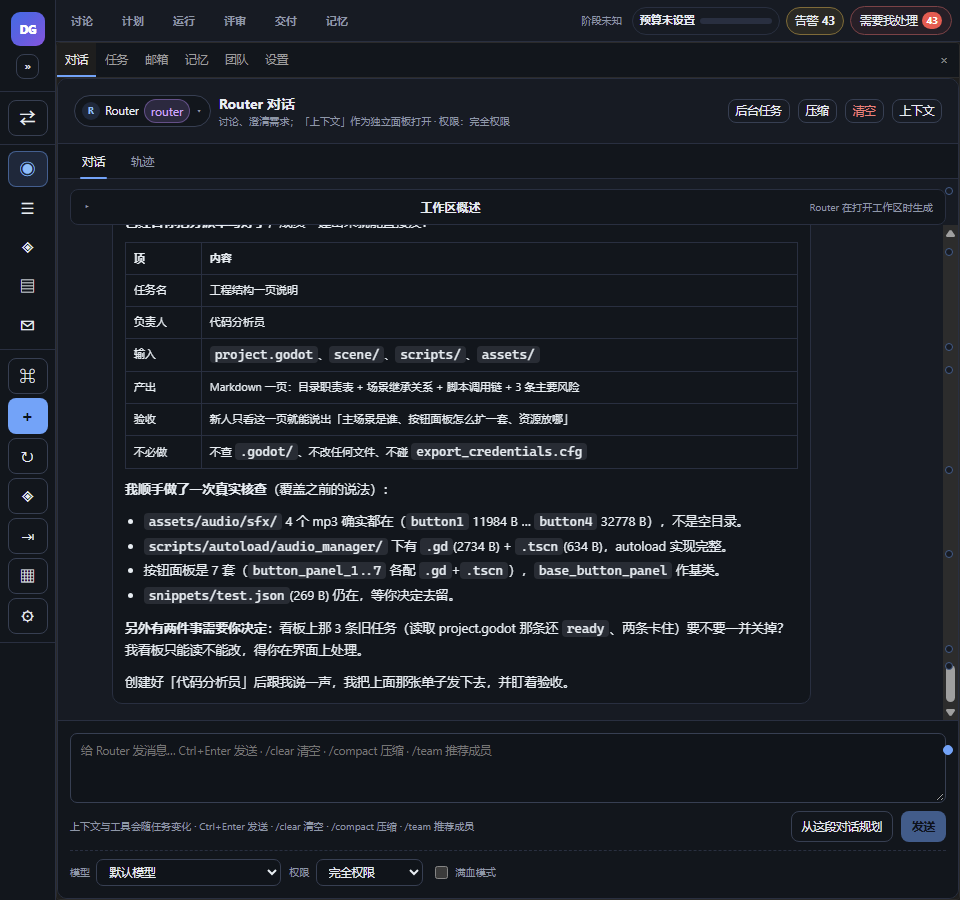 DG
讨论 计划 运行 评审 交付 记忆 阶段未知 预算未设置 告警 43 需要我处理 43
»
对话 任务 邮箱 记忆 团队 设置 ×
R Router router
Router 对话
讨论、澄清需求；「上下文」作为独立面板打开 · 权限：完全权限
后台任务 压缩 清空 上下文
对话 轨迹
工作区概述 Router 在打开工作区时生成
项 内容
任务名 工程结构一页说明
负责人 代码分析员
输入 project.godot、scene/、scripts/、assets/
产出 Markdown 一页：目录职责表 + 场景继承关系 + 脚本调用链 + 3 条主要风险
验收 新人只看这一页就能说出「主场景是谁、按钮面板怎么扩一套、资源放哪」
不必做 不查 .godot/、不改任何文件、不碰 export_credentials.cfg
我顺手做了一次真实核查（覆盖之前的说法）：
• assets/audio/sfx/ 4 个 mp3 确实都在（button1 11984 B … button4 32778 B），不是空目录。
• scripts/autoload/audio_manager/ 下有 .gd (2734 B) + .tscn (634 B)，autoload 实现完整。
• 按钮面板是 7 套（button_panel_1..7 各配 .gd+.tscn），base_button_panel 作基类。
• snippets/test.json (269 B) 仍在，等你决定去留。
另外有两件事需要你决定：看板上那 3 条旧任务（读取 project.godot 那条还 ready、两条卡住）要不要一并关掉？
我看板只能读不能改，得你在界面上处理。
创建好「代码分析员」后跟我说一声，我把上面那张单子发下去，并盯着验收。
给 Router 发消息... Ctrl+Enter 发送 · /clear 清空 · /compact 压缩 · /team 推荐成员
上下文与工具会随任务变化 · Ctrl+Enter 发送 · /clear 清空 · /compact 压缩 · /team 推荐成员
从这段对话规划 发送
模型 默认模型 权限 完全权限 满血模式